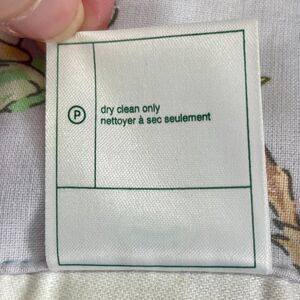 P
dry clean only
nettoyer à sec seulement